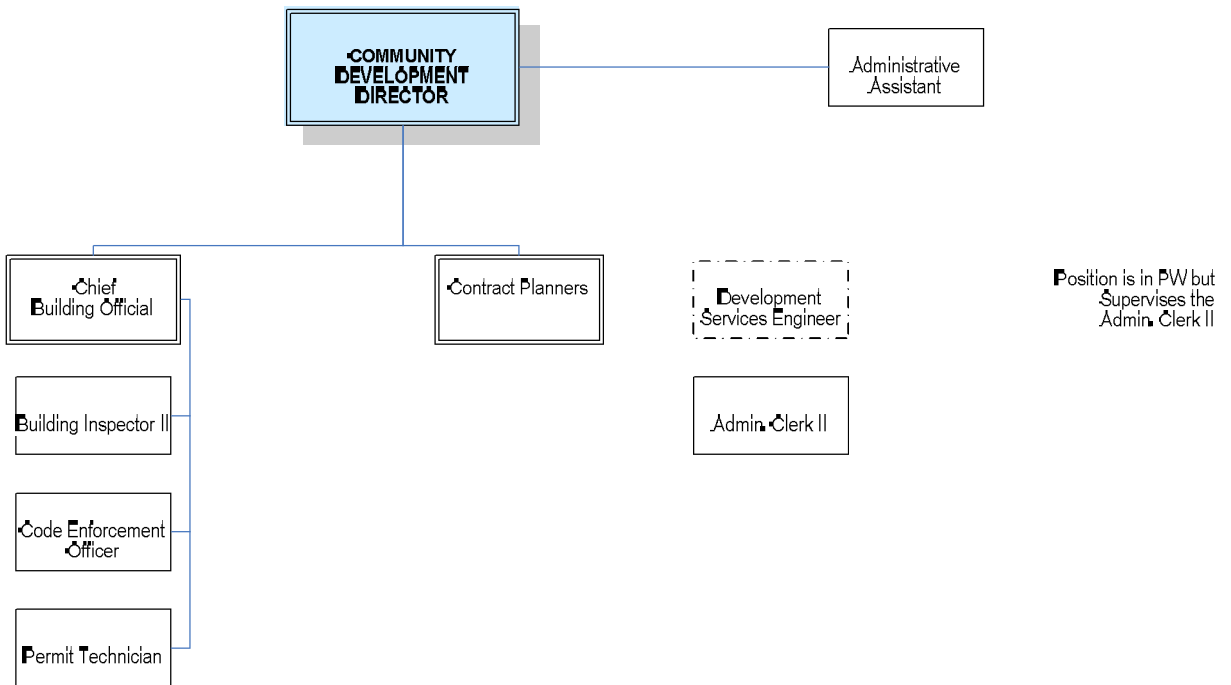 COMMUNITY
DEVELOPMENT
DIRECTOR
Administrative
Assistant
Chief
Building Official
Contract Planners
Development
Services Engineer
Position is in PW but
Supervises the
Admin. Clerk II
Building Inspector II
Admin. Clerk II
Code Enforcement
Officer
Permit Technician